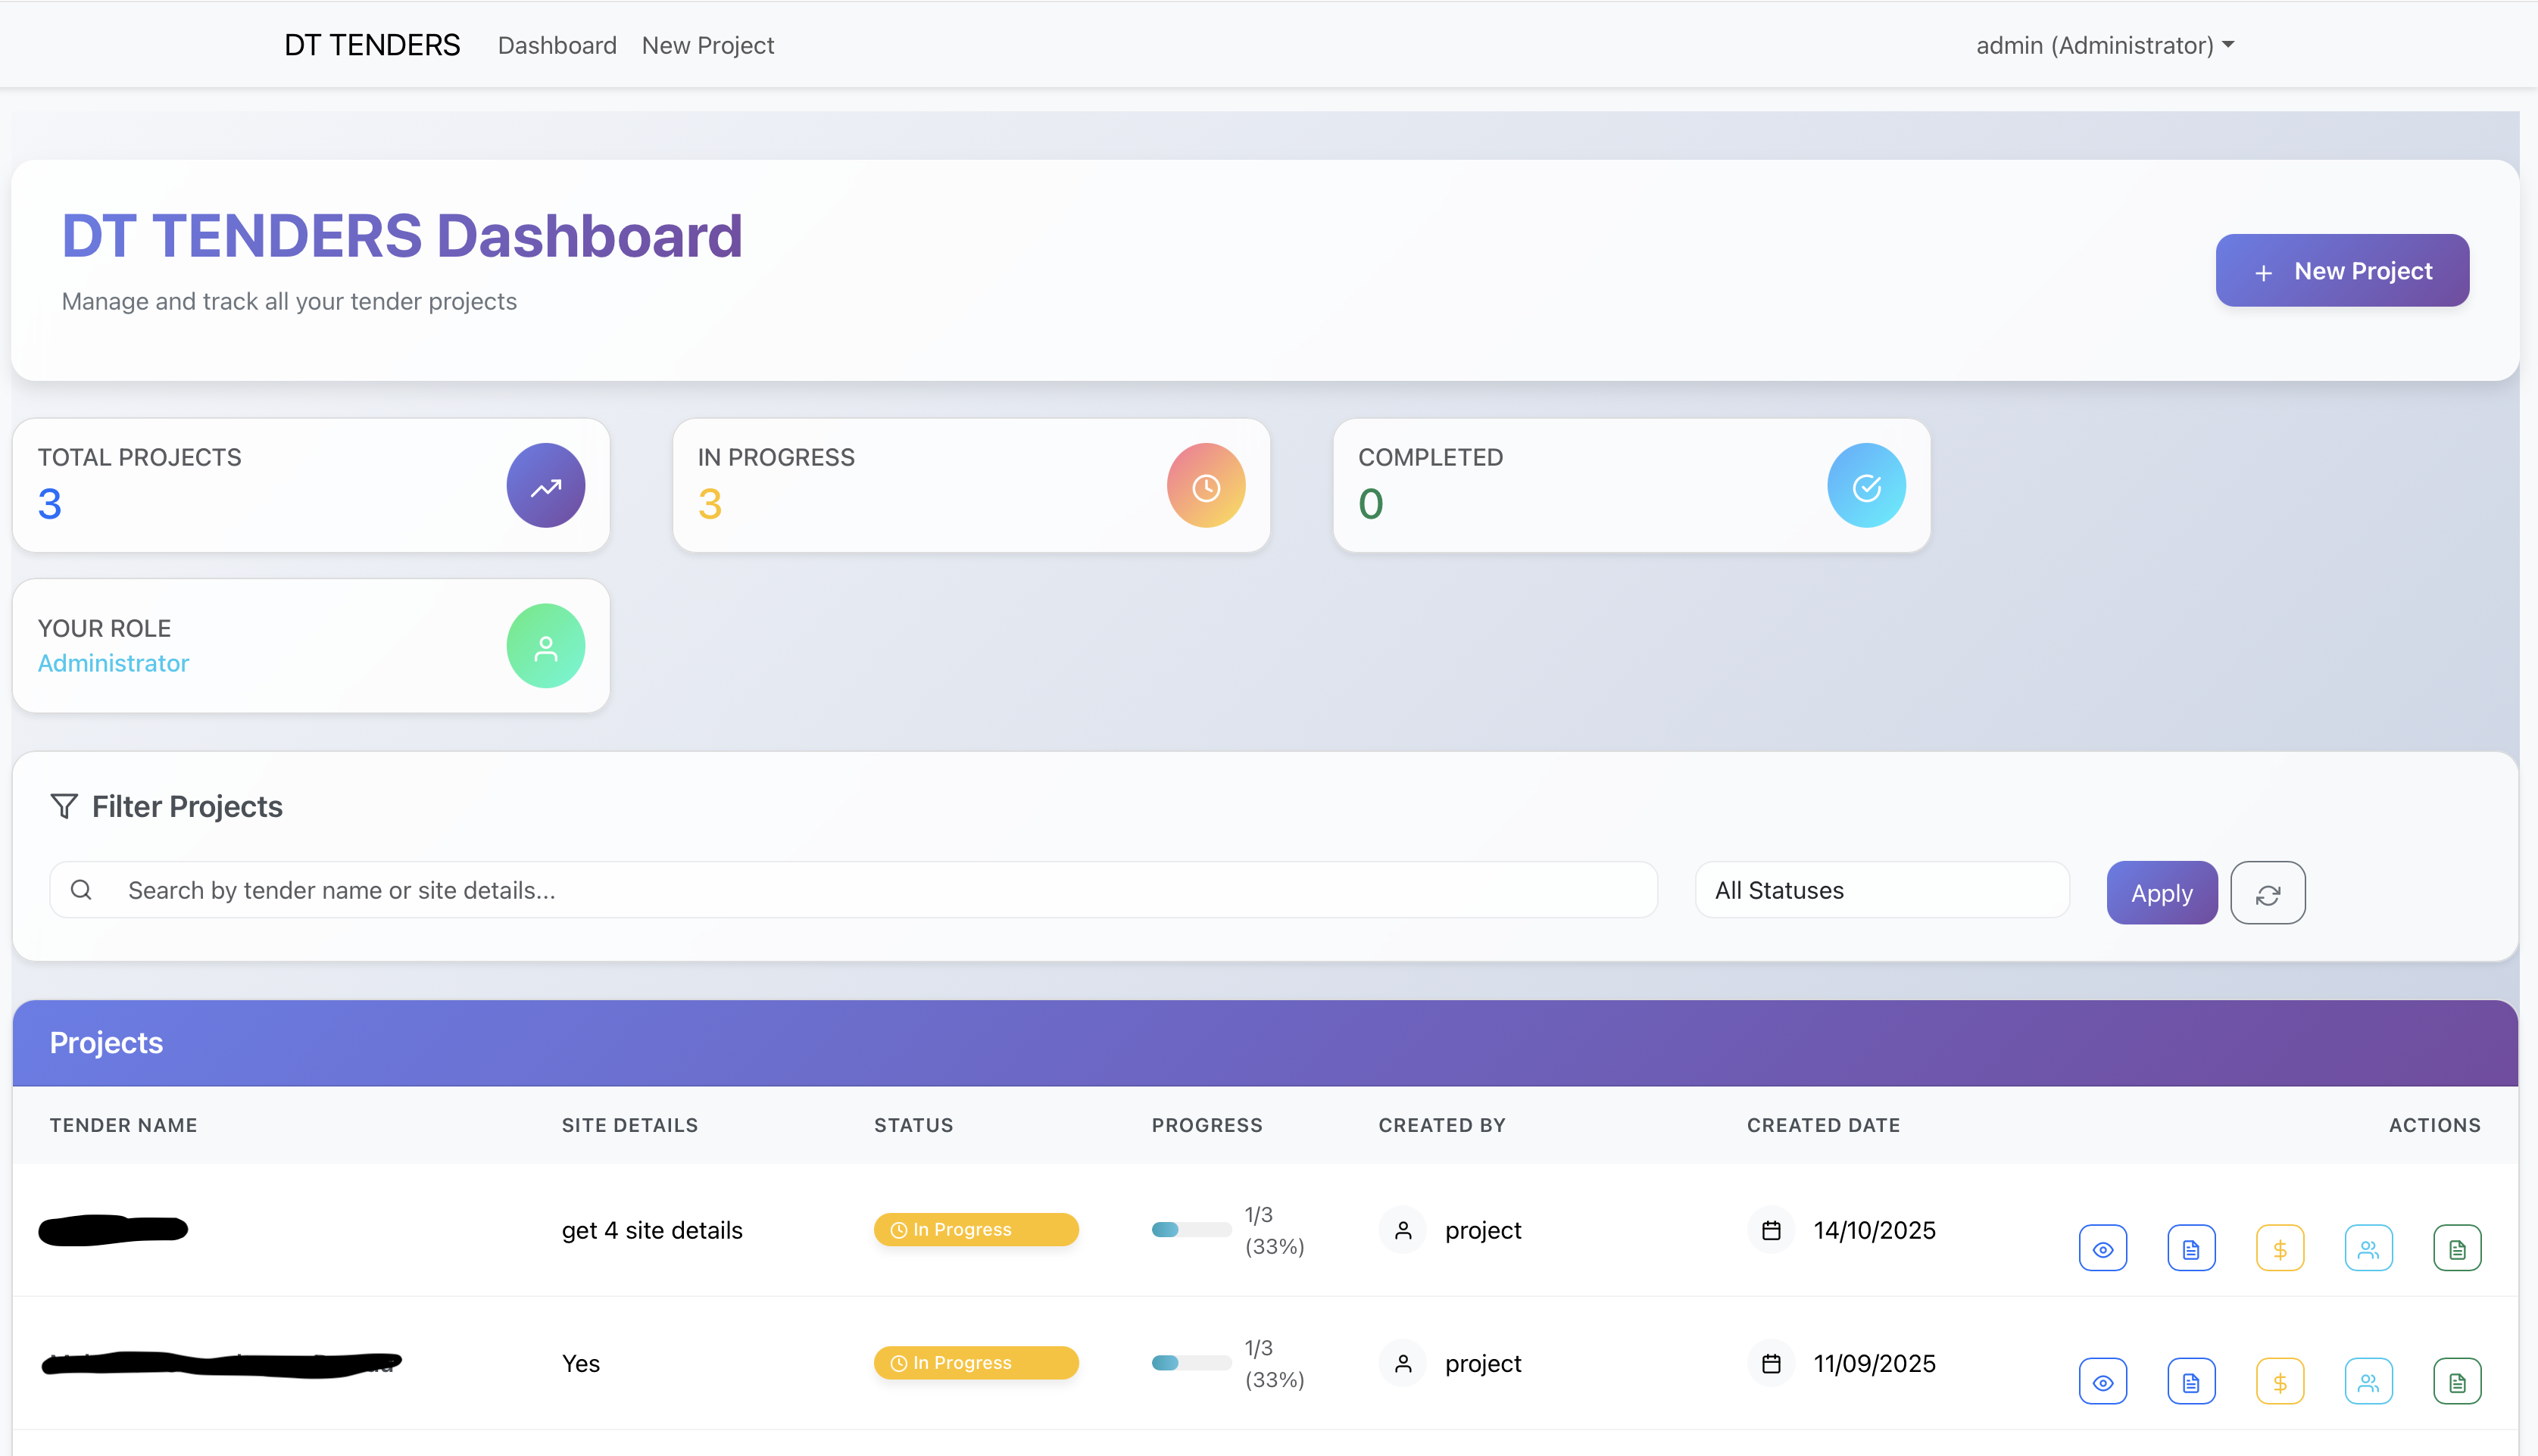 DT TENDERS Dashboard New Project admin (Administrator)
DT TENDERS Dashboard
Manage and track all your tender projects
+ New Project
TOTAL PROJECTS
3
IN PROGRESS
3
COMPLETED
0
YOUR ROLE
Administrator
Filter Projects
Search by tender name or site details...
All Statuses
Apply
Projects
TENDER NAME SITE DETAILS STATUS PROGRESS CREATED BY CREATED DATE ACTIONS
get 4 site details In Progress 1/3 (33%) project 14/10/2025
Yes In Progress 1/3 (33%) project 11/09/2025